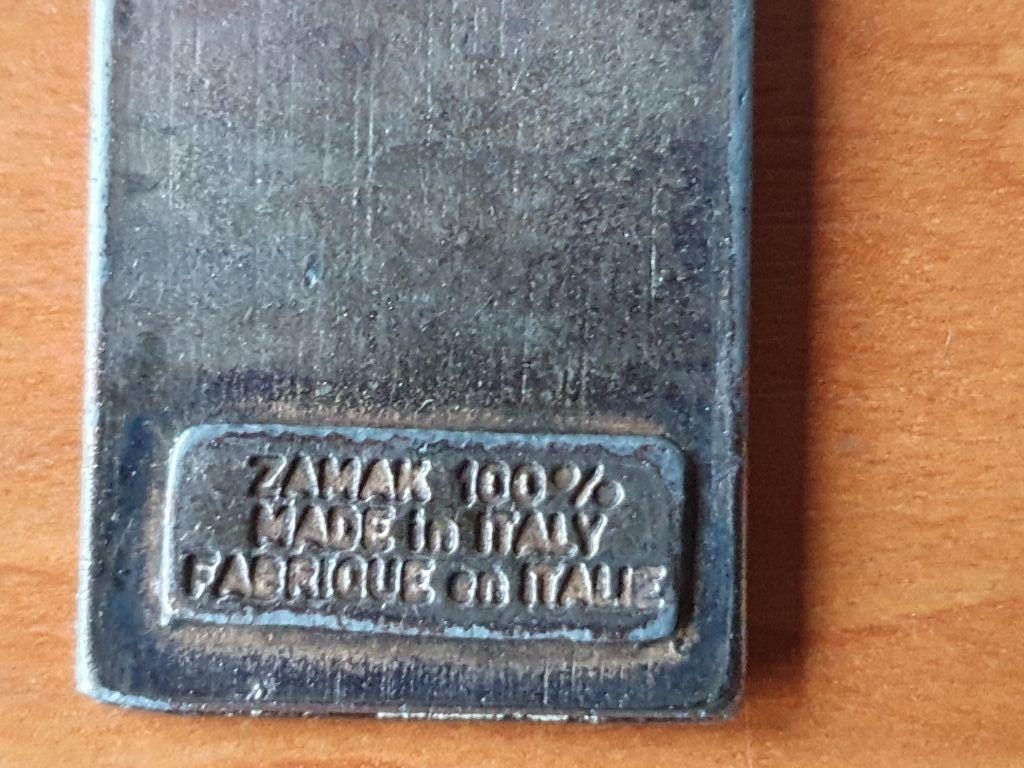 ZAMAK 100%
MADE in ITALY
FABRIQUE en ITALIE